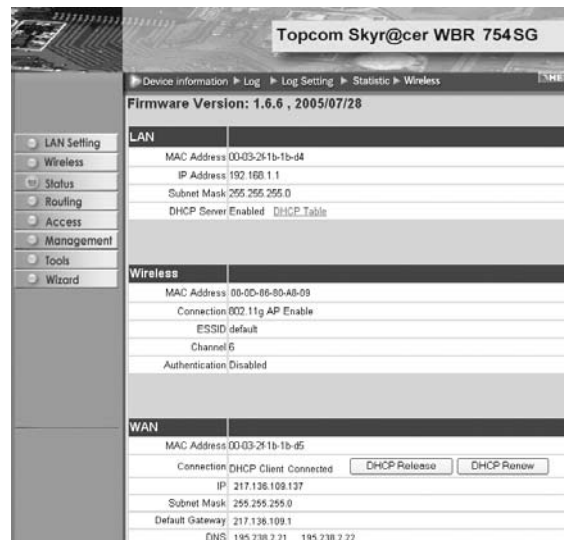 Topcom Skyr@cer WBR 754SG
Device information Log Log Setting Statistic Wireless
Firmware Version: 1.6.6 , 2005/07/28
LAN Setting
Wireless
Status
Routing
Access
Management
Tools
Wizard
LAN
MAC Address 00-03-2f-1b-1b-d4
IP Address 192.168.1.1
Subnet Mask 255.255.255.0
DHCP Server Enabled DHCP Table
Wireless
MAC Address 00-0D-86-80-A8-09
Connection 802.11g AP Enable
ESSID default
Channel 6
Authentication Disabled
WAN
MAC Address 00-03-2f-1b-1b-d5
Connection DHCP Client Connected DHCP Release DHCP Renew
IP 217.136.109.137
Subnet Mask 255.255.255.0
Default Gateway 217.136.109.1
DNS 195.238.2.21 195.238.2.22